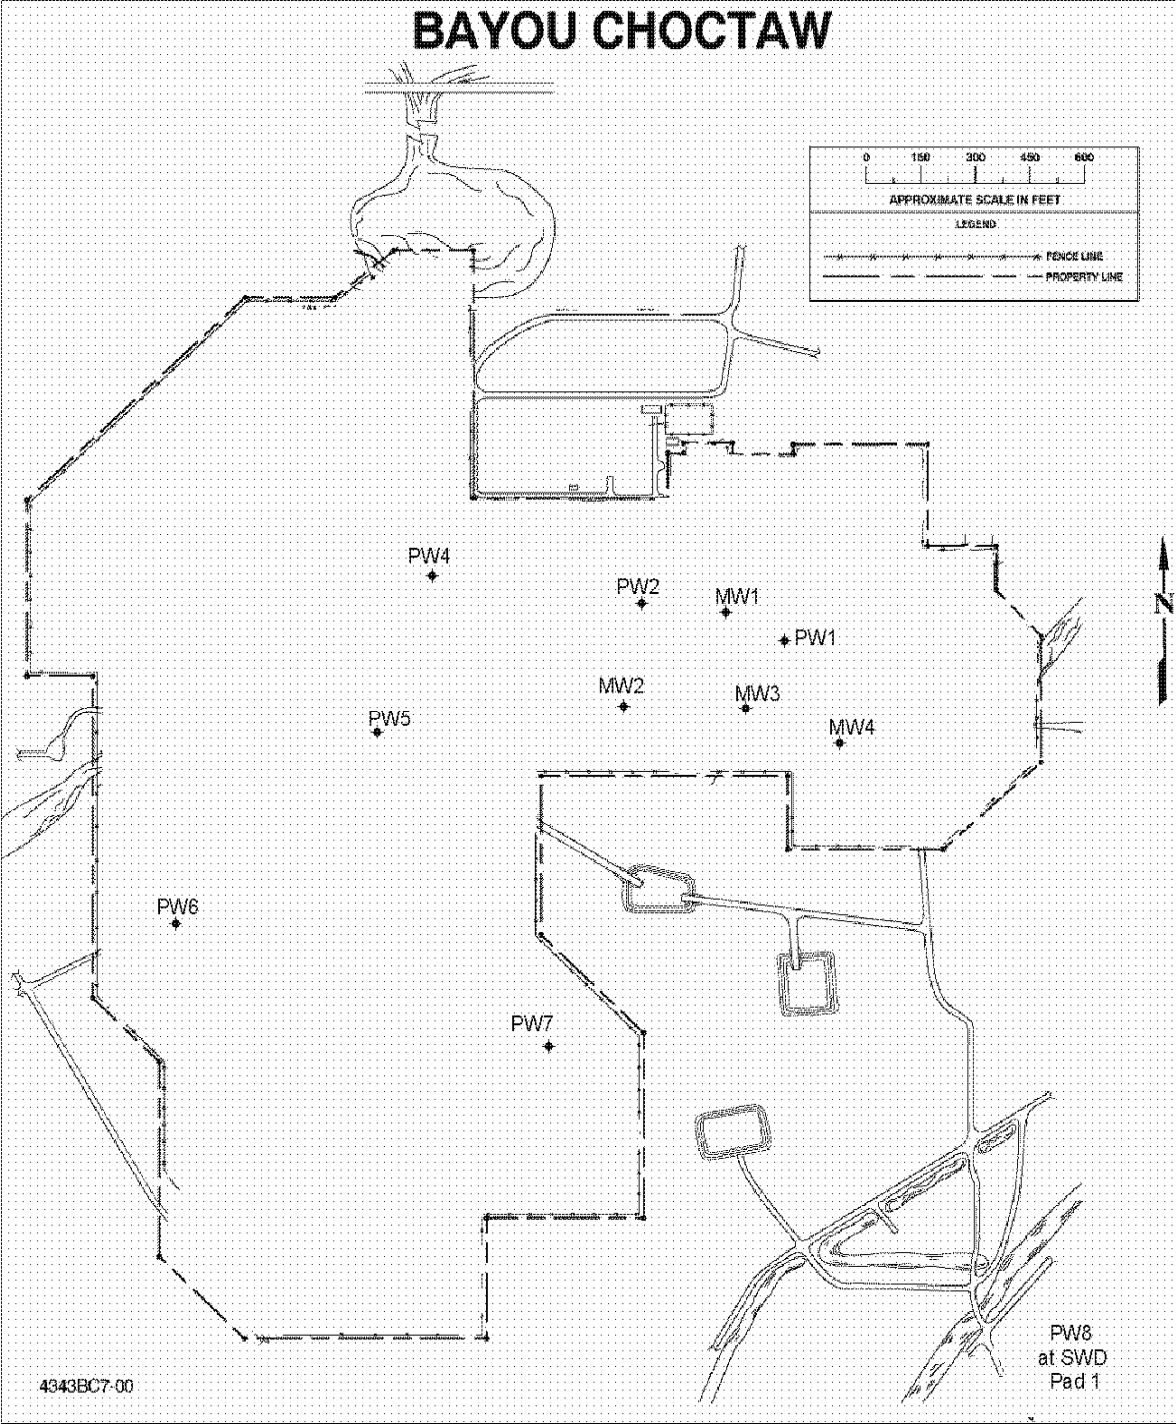 BAYOU CHOCTAW
0 150 300 450 600
APPROXIMATE SCALE IN FEET
LEGEND
FENCE LINE
PROPERTY LINE
PW4
PW2
MW1
N
PW1
MW2
MW3
PW5
MW4
PW6
PW7
PW8
at SWD
Pad 1
4343BC7-00